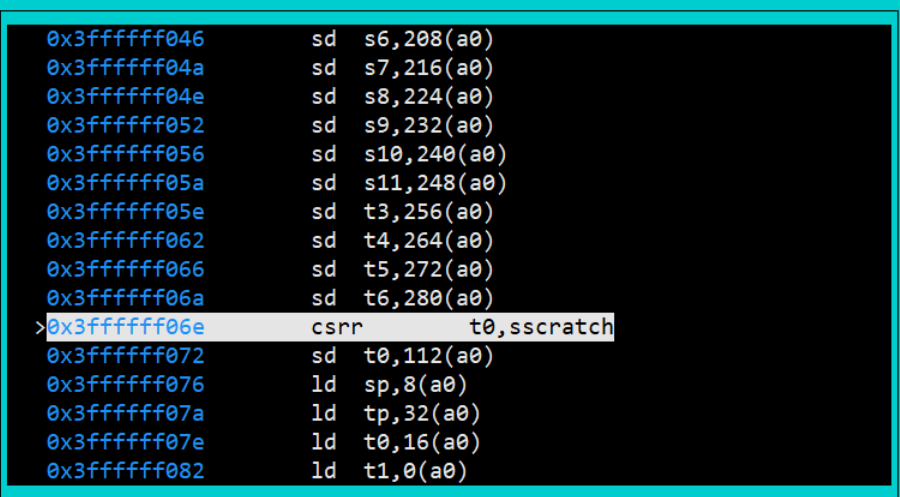 0x3ffffff046 sd s6,208(a0)
0x3ffffff04a sd s7,216(a0)
0x3ffffff04e sd s8,224(a0)
0x3ffffff052 sd s9,232(a0)
0x3ffffff056 sd s10,240(a0)
0x3ffffff05a sd s11,248(a0)
0x3ffffff05e sd t3,256(a0)
0x3ffffff062 sd t4,264(a0)
0x3ffffff066 sd t5,272(a0)
0x3ffffff06a sd t6,280(a0)
>0x3ffffff06e csrr t0,sscratch
0x3ffffff072 sd t0,112(a0)
0x3ffffff076 ld sp,8(a0)
0x3ffffff07a ld tp,32(a0)
0x3ffffff07e ld t0,16(a0)
0x3ffffff082 ld t1,0(a0)